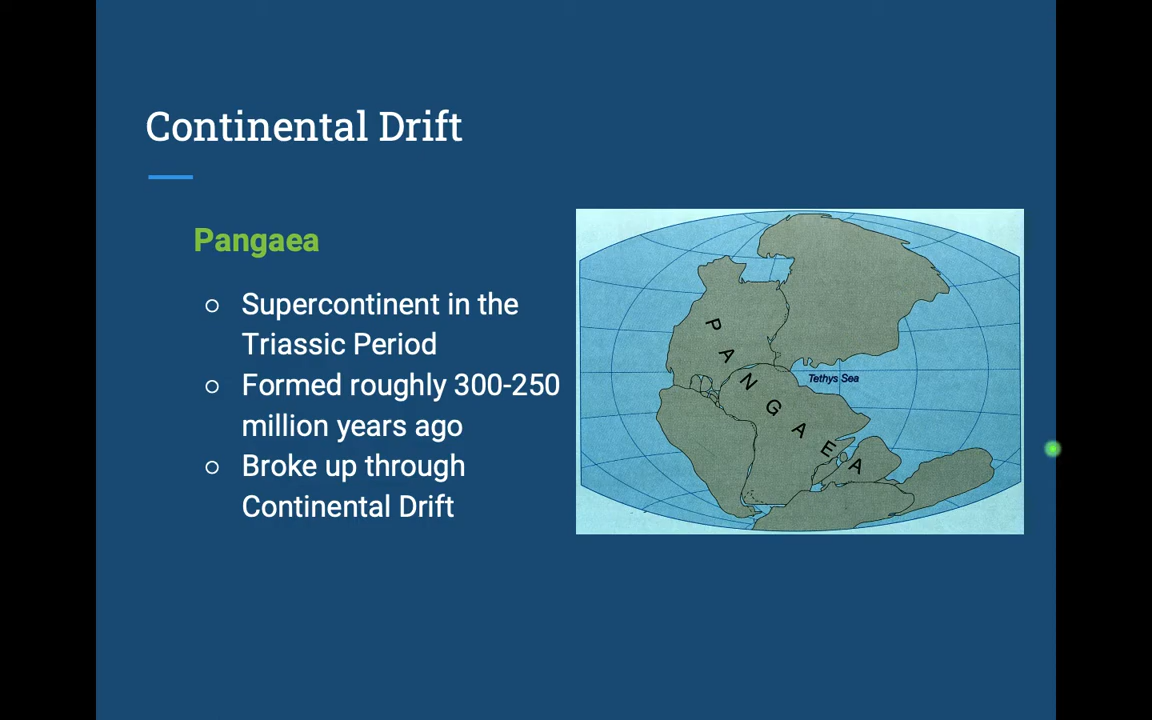 Continental Drift
Pangaea
Supercontinent in the
Triassic Period
Formed roughly 300-250
million years ago
Broke up through
Continental Drift
PANGAEA
Tethys Sea